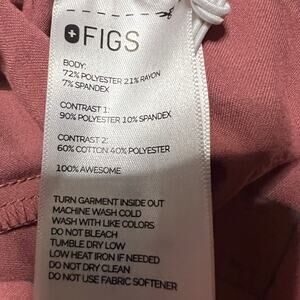 FIGS
BODY:
72% POLYESTER 21% RAYON
7% SPANDEX
CONTRAST 1:
90% POLYESTER 10% SPANDEX
CONTRAST 2:
60% COTTON 40% POLYESTER
100% AWESOME
TURN GARMENT INSIDE OUT
MACHINE WASH COLD
WASH WITH LIKE COLORS
DO NOT BLEACH
TUMBLE DRY LOW
LOW HEAT IRON IF NEEDED
DO NOT DRY CLEAN
DO NOT USE FABRIC SOFTENER